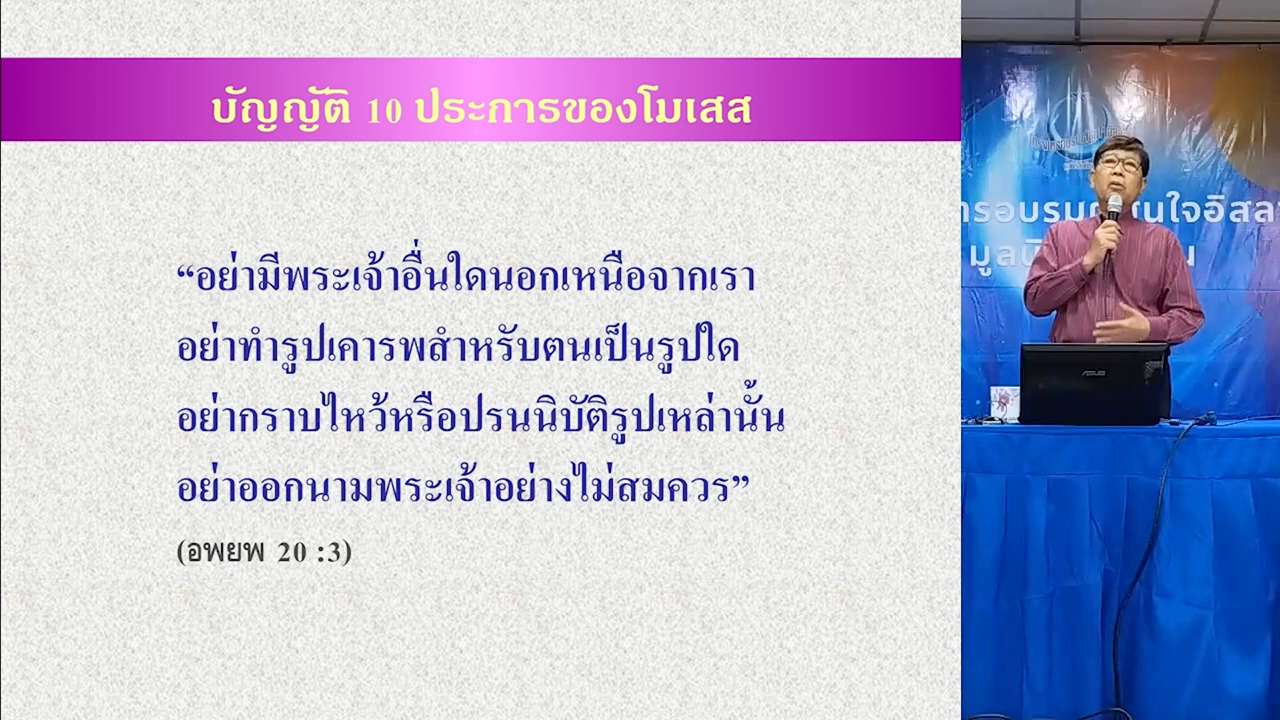 บัญญัติ 10 ประการของโมเสส
“อย่ามีพระเจ้าอื่นใดนอกเหนือจากเรา
อย่าทำรูปเคารพสำหรับตนเป็นรูปใด
อย่ากราบไหว้หรือปรนนิบัติรูปเหล่านั้น
อย่าออกนามพระเจ้าอย่างไม่สมควร”
(อพยพ 20 :3)
ASUS